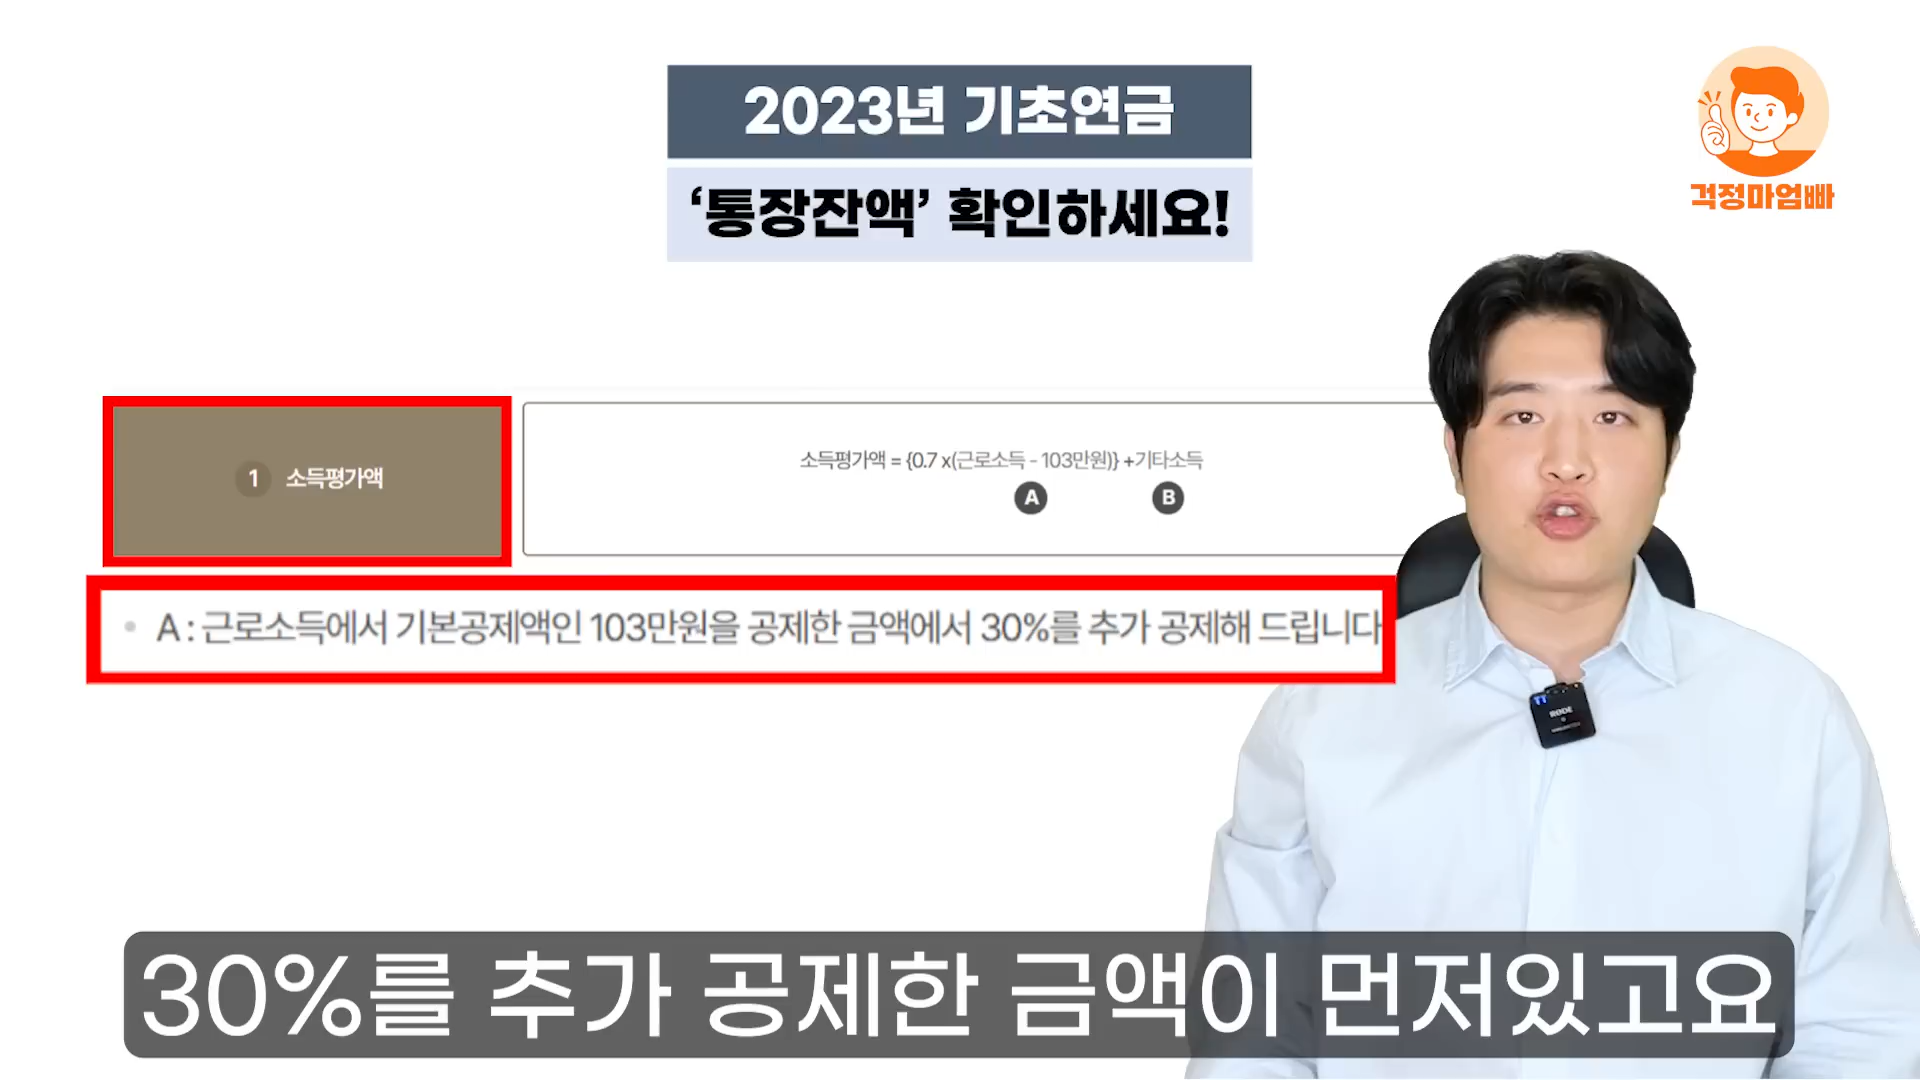 2023년 기초연금
‘통장잔액’ 확인하세요!
걱정마엄빠
1 소득평가액
소득평가액 = {0.7 x(근로소득 - 103만원)} +기타소득
A B
• A : 근로소득에서 기본공제액인 103만원을 공제한 금액에서 30%를 추가 공제해 드립니다
RODE
30%를 추가 공제한 금액이 먼저있고요